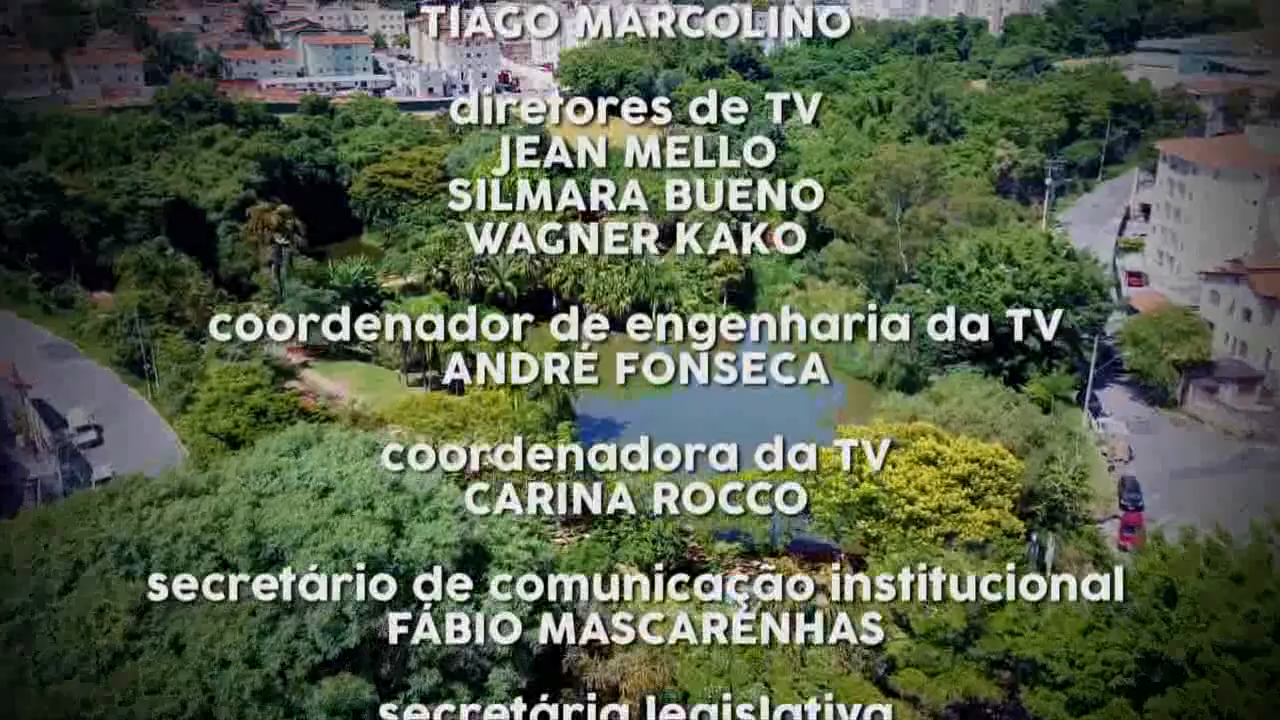 TIAGO MARCOLINO
diretores de TV
JEAN MELLO
SILMARA BUENO
WAGNER KAKO
coordenador de engenharia da TV
ANDRÉ FONSECA
coordenadora da TV
CARINA ROCCO
secretário de comunicação institucional
FÁBIO MASCARENHAS
secretária legislativa